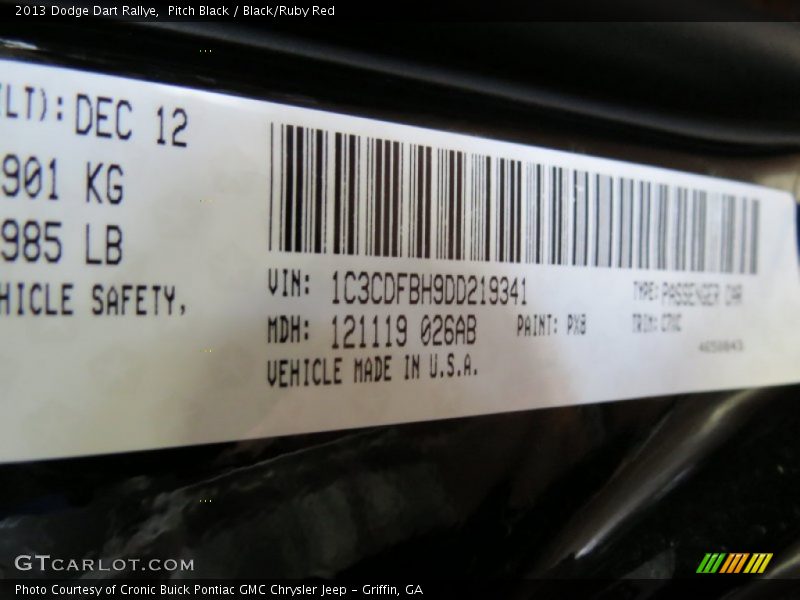 2013 Dodge Dart Rallye,  Pitch Black / Black/Ruby Red
LT): DEC 12
901 KG
985 LB
HICLE SAFETY,
VIN: 1C3CDFBH9DD219341
TYPE: PASSENGER CAR
MDH: 121119 026AB
PAINT: PX8
TRIM:
VEHICLE MADE IN U.S.A.
GTCARLOT.COM
Photo Courtesy of Cronic Buick Pontiac GMC Chrysler Jeep - Griffin, GA